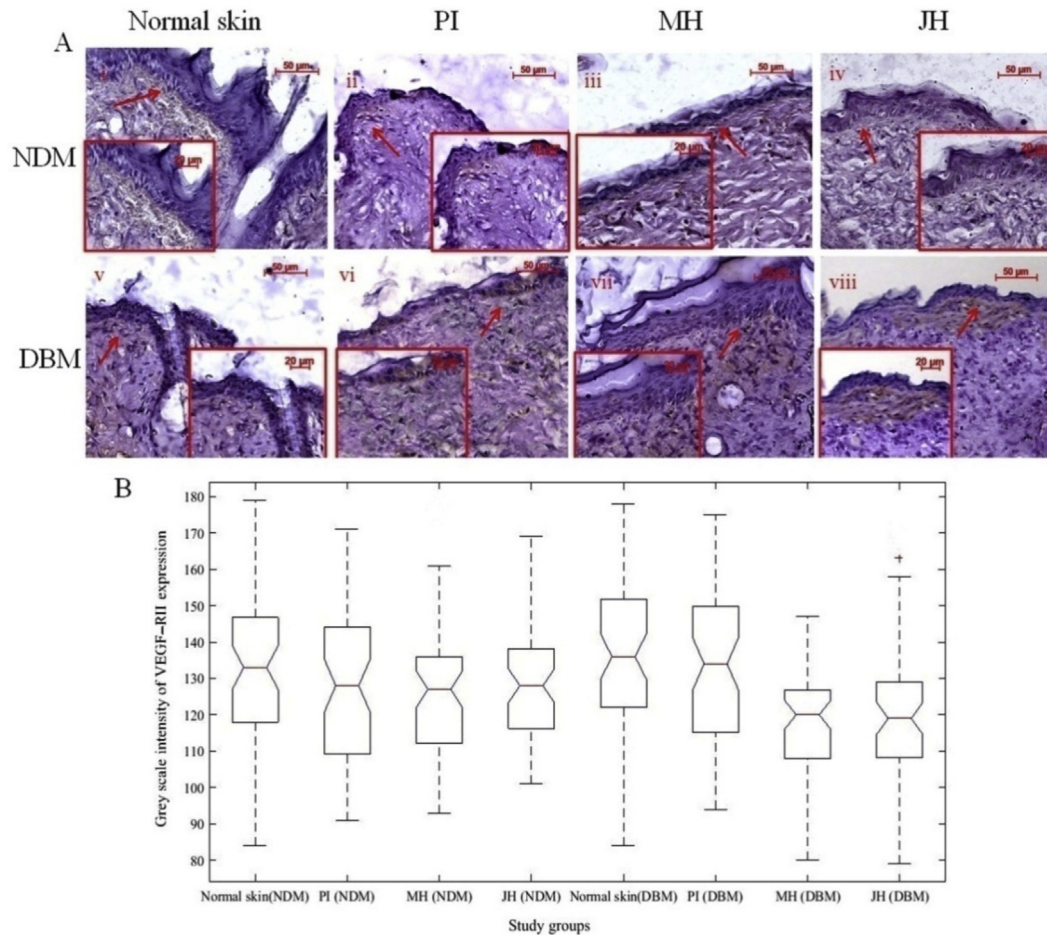 Normal skin PI MH JH
A
50 µm 50 µm 50 µm 50 µm
ii iii iv
NDM
20 µm 20 µm
50 µm 50 µm 50 µm
v vi vii viii
DBM
20 µm 20 µm
B
Grey scale intensity of VEGF-RII expression
180
170
160
150
140
130
120
110
100
90
80
Normal skin(NDM) PI (NDM) MH (NDM) JH (NDM) Normal skin(DBM) PI (DBM) MH (DBM) JH (DBM)
Study groups